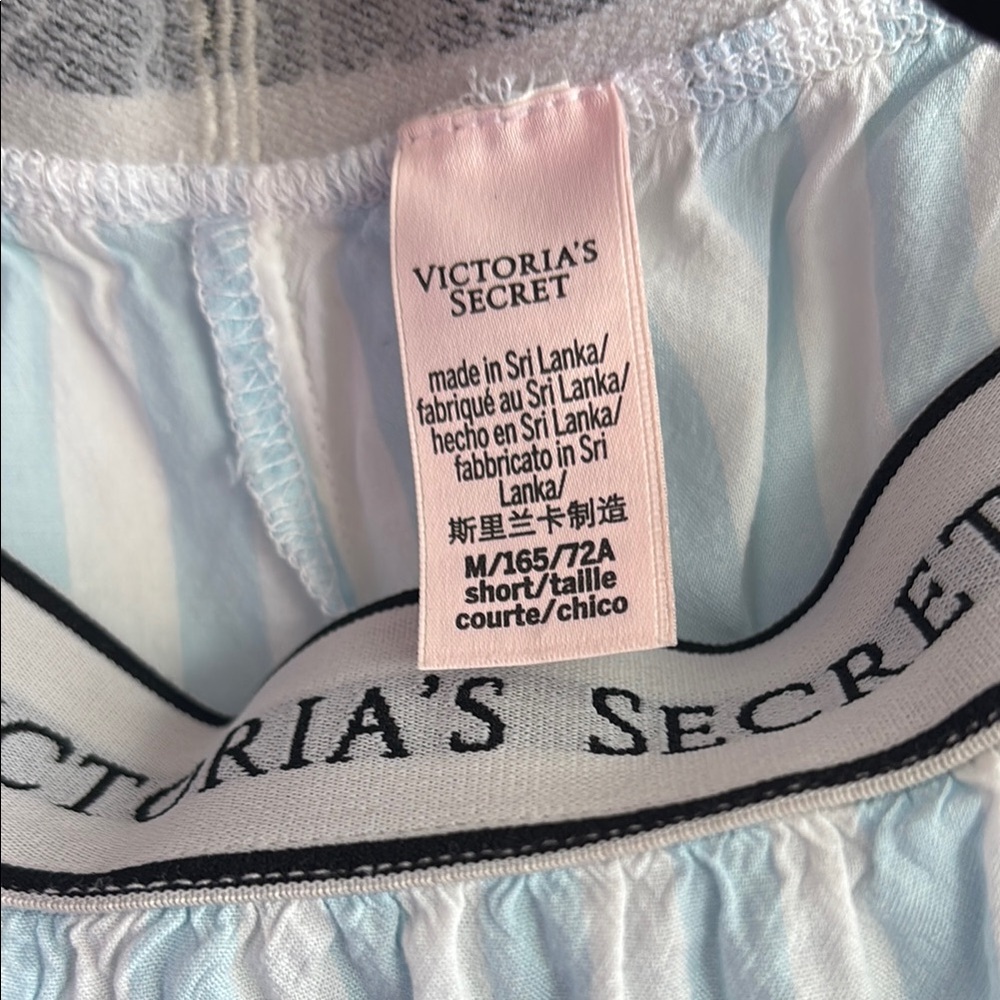 VICTORIA'S
SECRET
made in Sri Lanka/
fabriqué au Sri Lanka/
hecho en Sri Lanka/
fabbricato in Sri
Lanka/
斯里兰卡制造
M/165/72A
short/taille
courte/chico
CTORIA'S SECRET